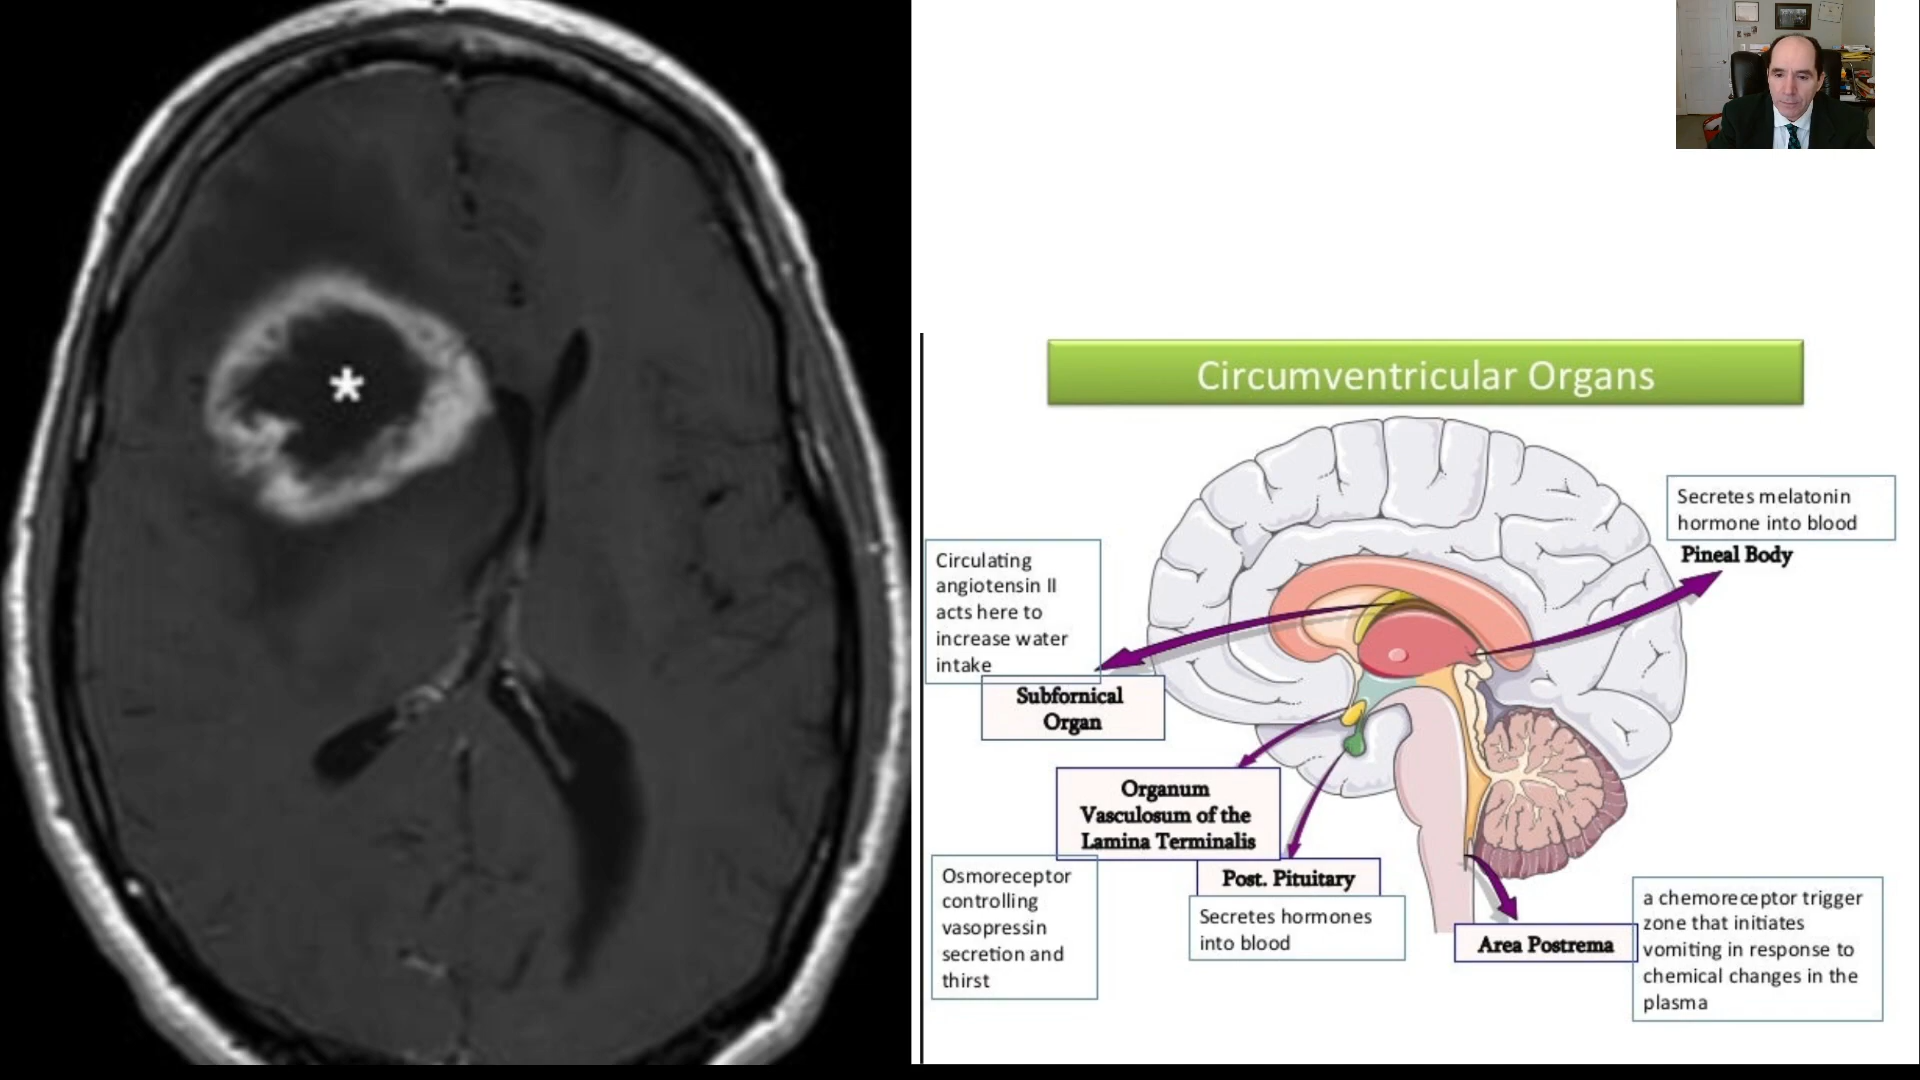 *
Circumventricular Organs
Secretes melatonin
hormone into blood
Pineal Body
Circulating
angiotensin II
acts here to
increase water
intake
Subfornical
Organ
Organum
Vasculosum of the
Lamina Terminalis
Osmoreceptor
controlling
vasopressin
secretion and
thirst
Post. Pituitary
Secretes hormones
into blood
Area Postrema
a chemoreceptor trigger
zone that initiates
vomiting in response to
chemical changes in the
plasma